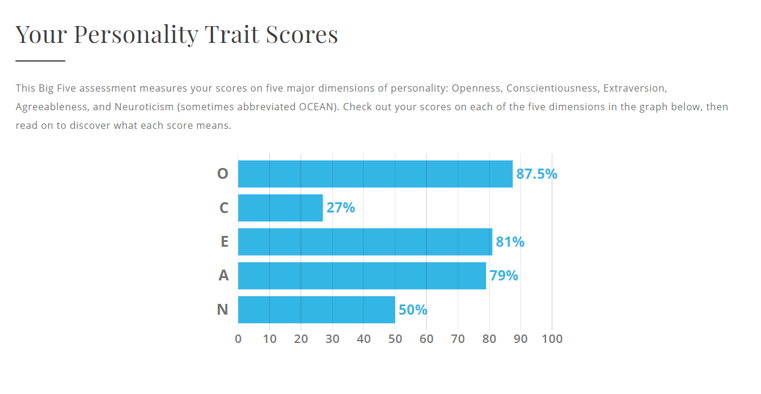 Your Personality Trait Scores
This Big Five assessment measures your scores on five major dimensions of personality: Openness, Conscientiousness, Extraversion,
Agreeableness, and Neuroticism (sometimes abbreviated OCEAN). Check out your scores on each of the five dimensions in the graph below, then
read on to discover what each score means.
O 87.5%
C 27%
E 81%
A 79%
N 50%
0 10 20 30 40 50 60 70 80 90 100